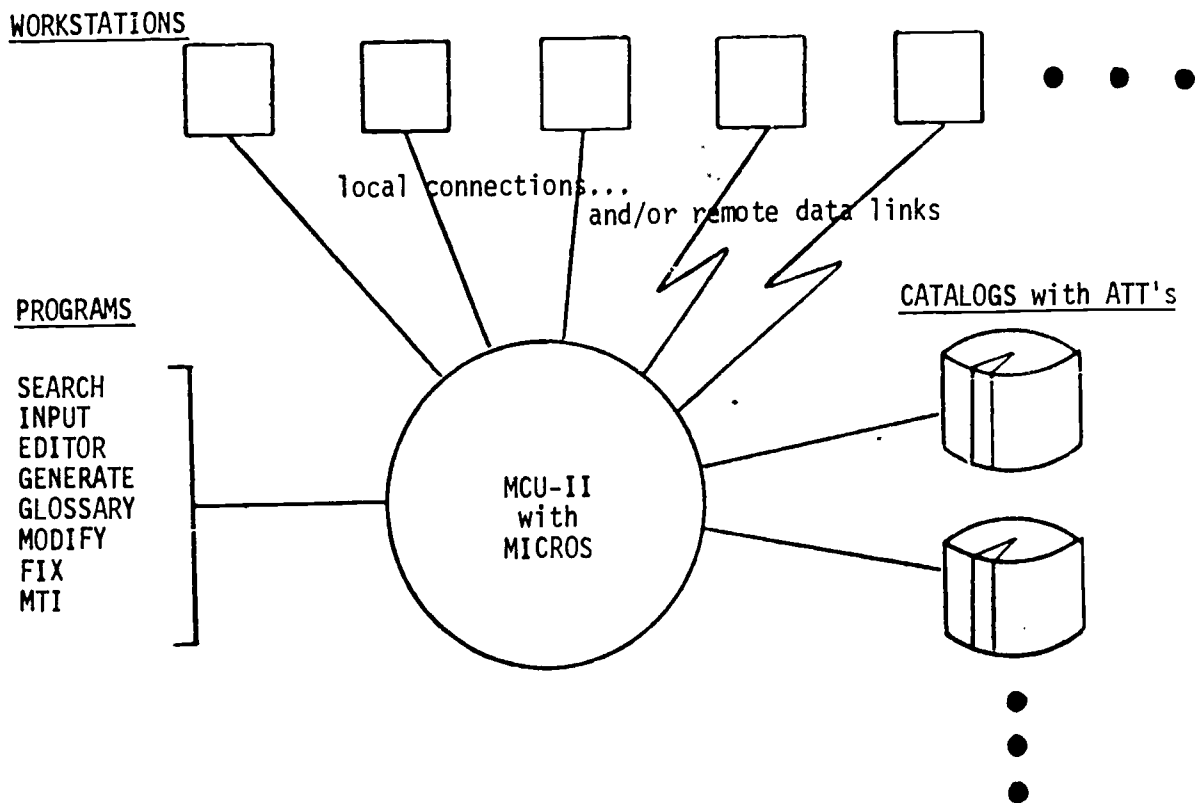 WORKSTATIONS
local connections...
and/or remote data links
PROGRAMS
SEARCH
INPUT
EDITOR
GENERATE
GLOSSARY
MODIFY
FIX
MTI
MCU-II
with
MICROS
CATALOGS with ATT's